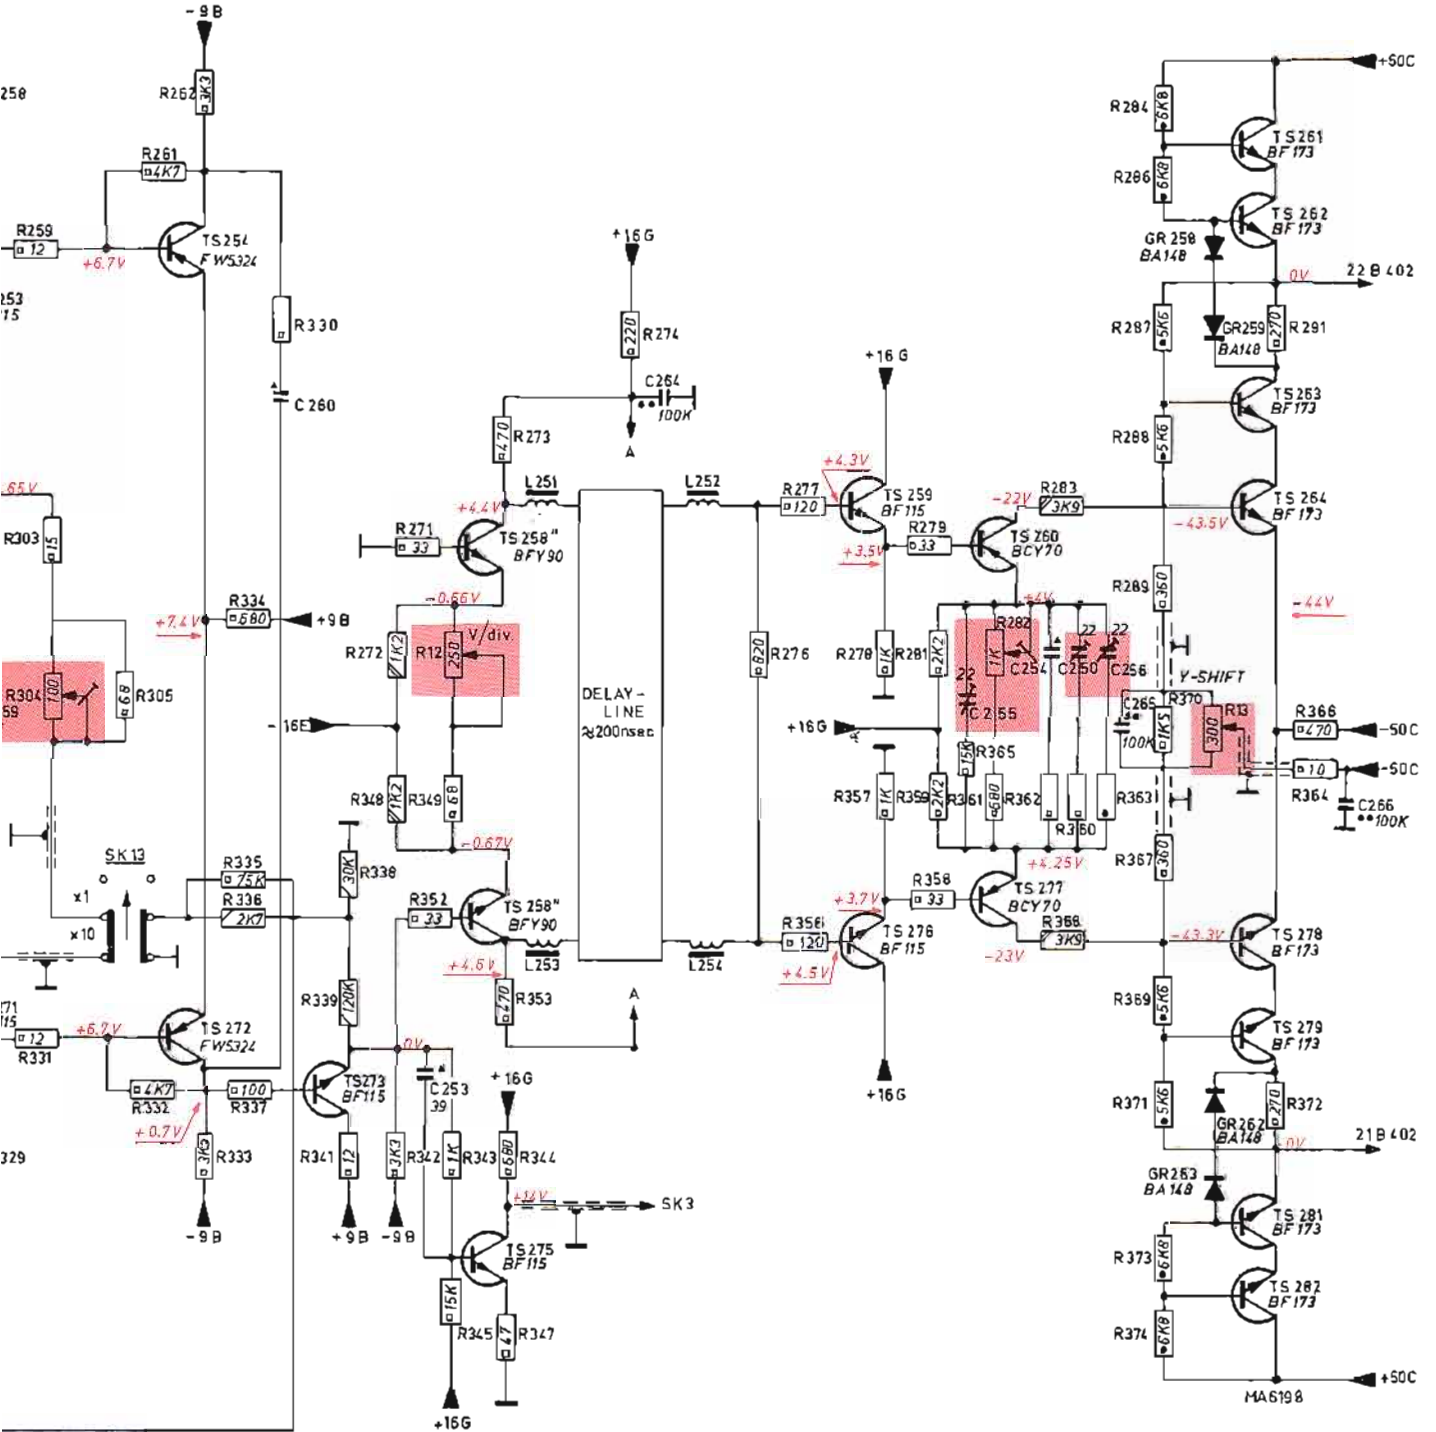 -9B
258
R262
3K3
R261
4K7
R259
12
+6.7V
TS254
FW5324
253
R330
C260
.65V
R303
15
+7.4V
R334
680
+9B
R304
100
R305
68
SK13
x1
x10
R335
75K
R336
2K7
R338
30K
R339
120K
R331
12
+6.7V
TS272
FW5324
R332
4K7
R337
100
+0.7V
R333
3K3
-9B
329
TS273
BF115
R341
12
+9B
R342
3K3
-9B
0V
C253
39
R343
1K
+16G
R344
680
+14V
SK3
TS275
BF115
R345
15K
R347
47
+16G
+16G
R274
220
C264
100K
A
R273
470
L251
+4.4V
R271
33
TS258"
BFY90
-0.66V
R272
1K2
R12
250
V/div.
-16E
R348
1K2
R349
68
-0.67V
R352
33
TS258"
BFY90
L253
+4.6V
R353
470
A
DELAY-
LINE
≈200nsec
L252
L254
R276
820
R277
120
+4.3V
+16G
TS259
BF115
+3.5V
R279
33
R278
1K
R281
2K2
+16G
R357
1K
R359
2K2
+3.7V
R356
120
+4.5V
TS276
BF115
+16G
R358
33
-22V
TS260
BCY70
R283
3K9
+4V
R282
1K
C254
22
C250
22
C256
22
C255
R365
15K
R361
680
R362
R360
R363
+4.25V
TS277
BCY70
R368
3K9
-23V
+50C
R284
6K8
TS261
BF173
R286
6K8
TS262
BF173
GR258
BA148
0V
22B402
R287
5K6
GR259
BA148
270
R291
TS263
BF173
R288
5K6
TS264
BF173
-43.5V
R289
360
-44V
Y-SHIFT
C265
100K
R370
1K5
R13
300
R366
470
-50C
R364
10
-50C
C266
100K
R367
360
-43.3V
TS278
BF173
R369
5K6
TS279
BF173
R371
5K6
R372
270
GR262
BA148
0V
21B402
GR263
BA148
TS281
BF173
R373
6K8
TS282
BF173
R374
6K8
+50C
MA6198